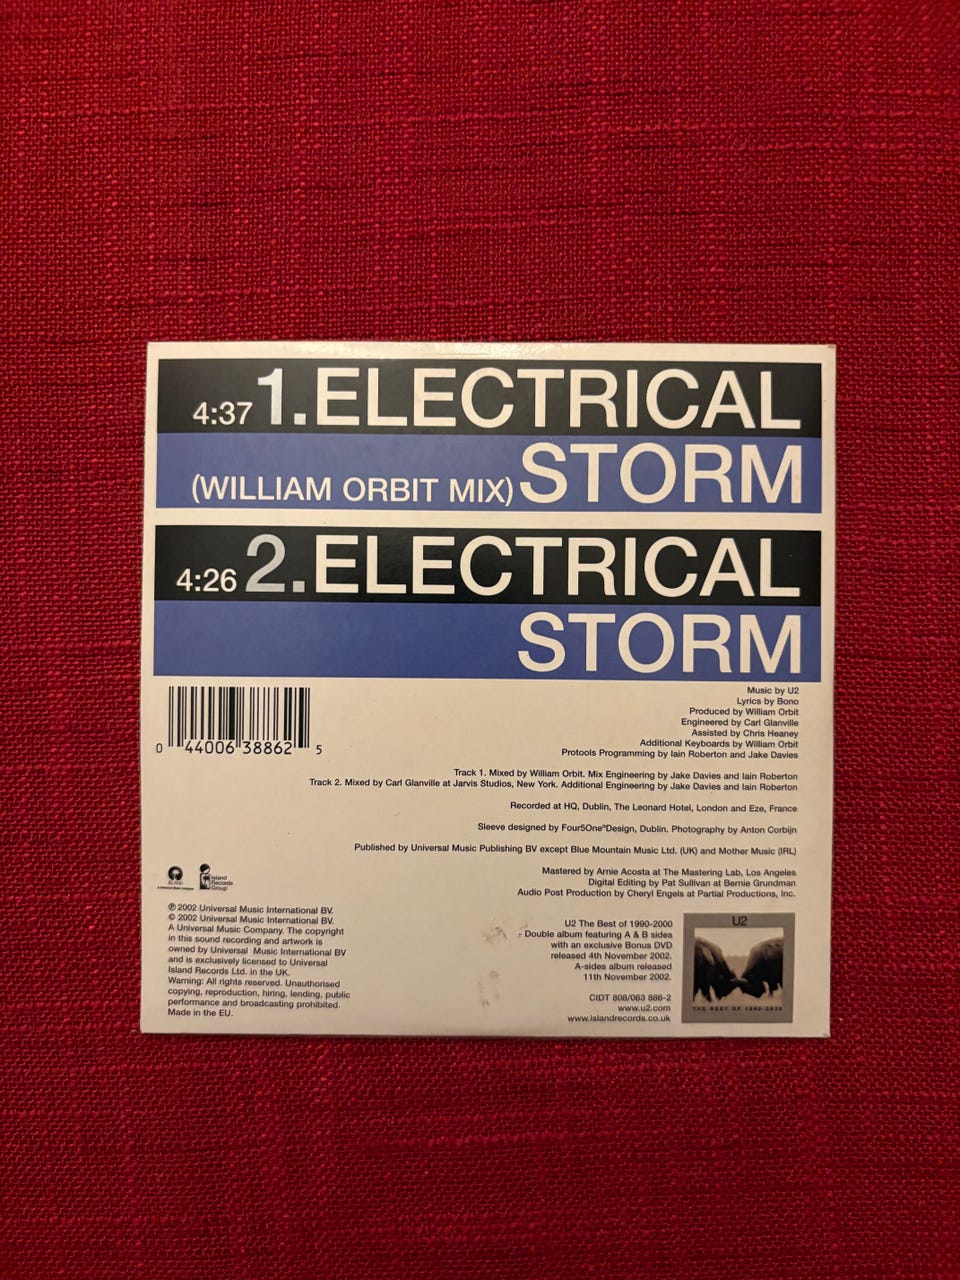 4:37 1.ELECTRICAL
(WILLIAM ORBIT MIX) STORM
4:26 2.ELECTRICAL
STORM
0 44006 38862 5
Music by U2
Lyrics by Bono
Produced by William Orbit
Engineered by Carl Glanville
Assisted by Chris Heaney
Additional Keyboards by William Orbit
Protools Programming by Iain Roberton and Jake Davies
Track 1. Mixed by William Orbit. Mix Engineering by Jake Davies and Iain Roberton
Track 2. Mixed by Carl Glanville at Jarvis Studios, New York. Additional Engineering by Jake Davies and Iain Roberton
Recorded at HQ, Dublin, The Leonard Hotel, London and Eze, France
Sleeve designed by Four5One°Design, Dublin. Photography by Anton Corbijn
Published by Universal Music Publishing BV except Blue Mountain Music Ltd. (UK) and Mother Music (IRL)
Mastered by Arnie Acosta at The Mastering Lab, Los Angeles
Digital Editing by Pat Sullivan at Bernie Grundman
Audio Post Production by Cheryl Engels at Partial Productions, Inc.
ISLAND
A Universal Music Company
Island
Records
Group
℗ 2002 Universal Music International BV.
© 2002 Universal Music International BV.
A Universal Music Company. The copyright
in this sound recording and artwork is
owned by Universal Music International BV
and is exclusively licensed to Universal
Island Records Ltd. in the UK.
Warning: All rights reserved. Unauthorised
copying, reproduction, hiring, lending, public
performance and broadcasting prohibited.
Made in the EU.
U2 The Best of 1990-2000
- Double album featuring A & B sides
with an exclusive Bonus DVD
released 4th November 2002.
A-sides album released
11th November 2002.
CIDT 808/063 886-2
www.u2.com
www.islandrecords.co.uk
U2
THE BEST OF 1990-2000